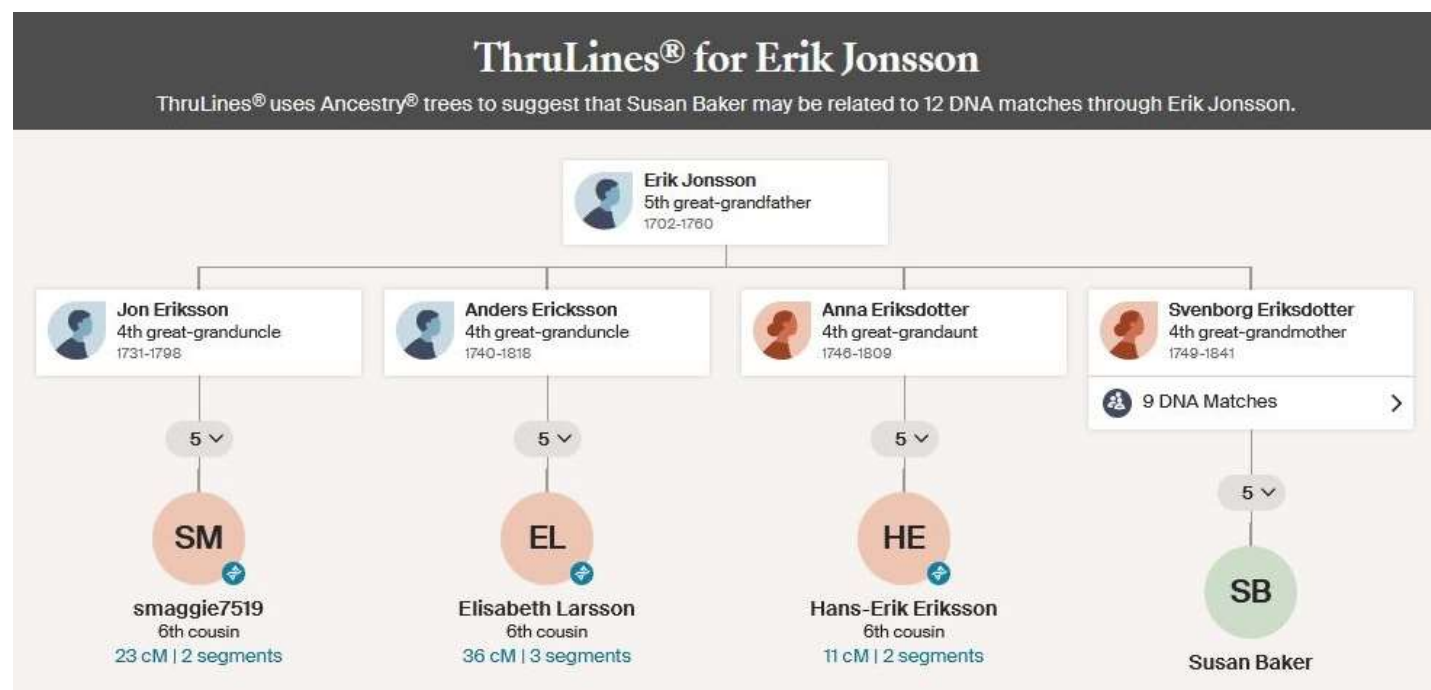 ThruLines® for Erik Jonsson
ThruLines® uses Ancestry® trees to suggest that Susan Baker may be related to 12 DNA matches through Erik Jonsson.
Erik Jonsson
5th great-grandfather
1702-1760
Jon Eriksson
4th great-granduncle
1731-1798
Anders Ericksson
4th great-granduncle
1740-1818
Anna Eriksdotter
4th great-grandaunt
1746-1809
Svenborg Eriksdotter
4th great-grandmother
1749-1841
9 DNA Matches
5
5
5
5
SM
EL
HE
SB
smaggie7519
6th cousin
23 cM | 2 segments
Elisabeth Larsson
6th cousin
36 cM | 3 segments
Hans-Erik Eriksson
6th cousin
11 cM | 2 segments
Susan Baker